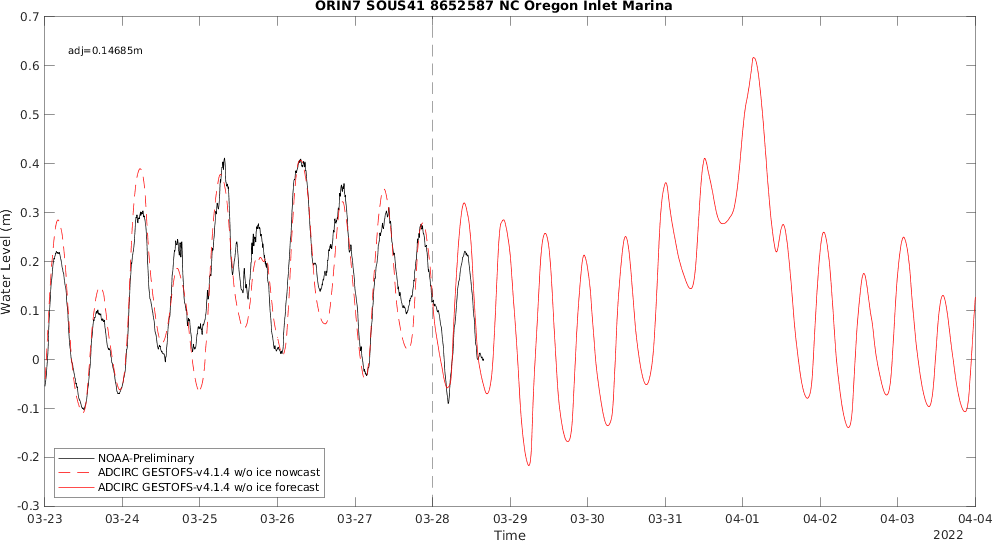 ORIN7 SOUS41 8652587 NC Oregon Inlet Marina
adj=0.14685m
0.7
0.6
0.5
0.4
0.3
0.2
0.1
0
-0.1
-0.2
-0.3
Water Level (m)
NOAA-Preliminary
ADCIRC GESTOFS-v4.1.4 w/o ice nowcast
ADCIRC GESTOFS-v4.1.4 w/o ice forecast
03-23 03-24 03-25 03-26 03-27 03-28 03-29 03-30 03-31 04-01 04-02 04-03 04-04
Time
2022